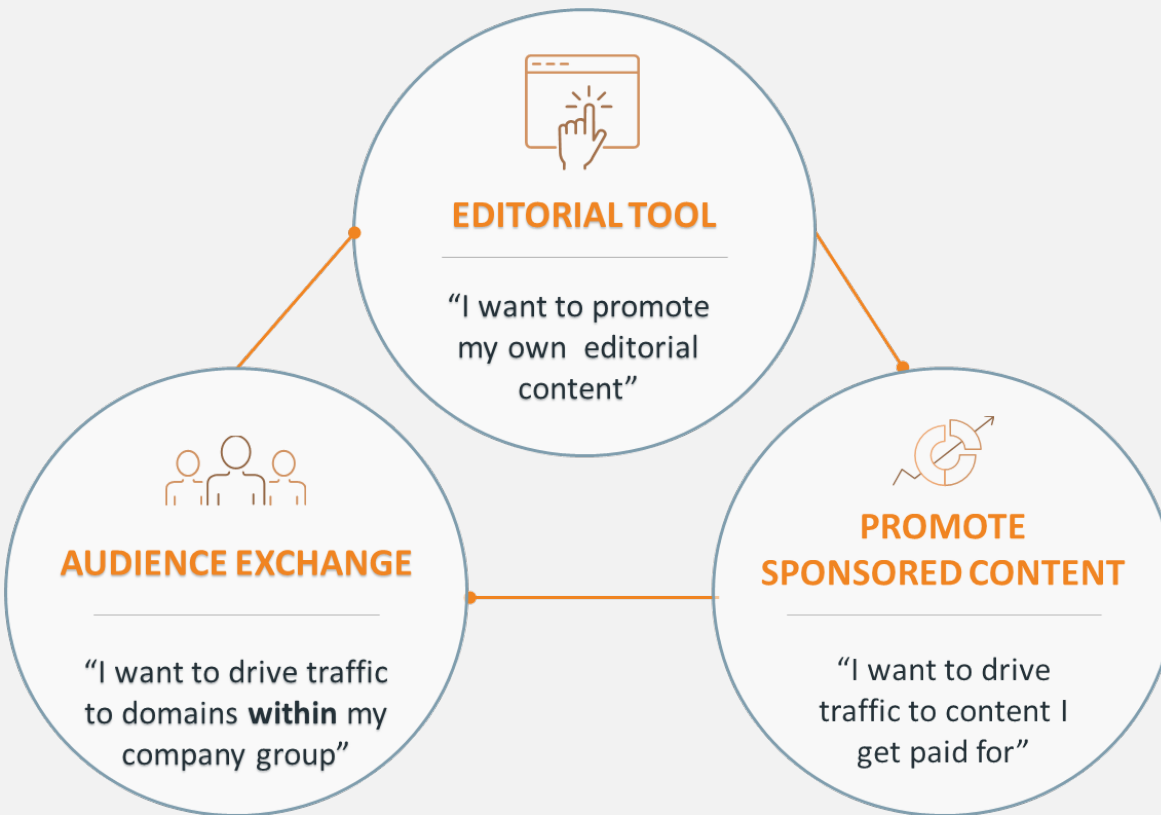 EDITORIAL TOOL
“I want to promote
my own editorial
content”
AUDIENCE EXCHANGE
“I want to drive traffic
to domains within my
company group”
PROMOTE
SPONSORED CONTENT
“I want to drive
traffic to content I
get paid for”